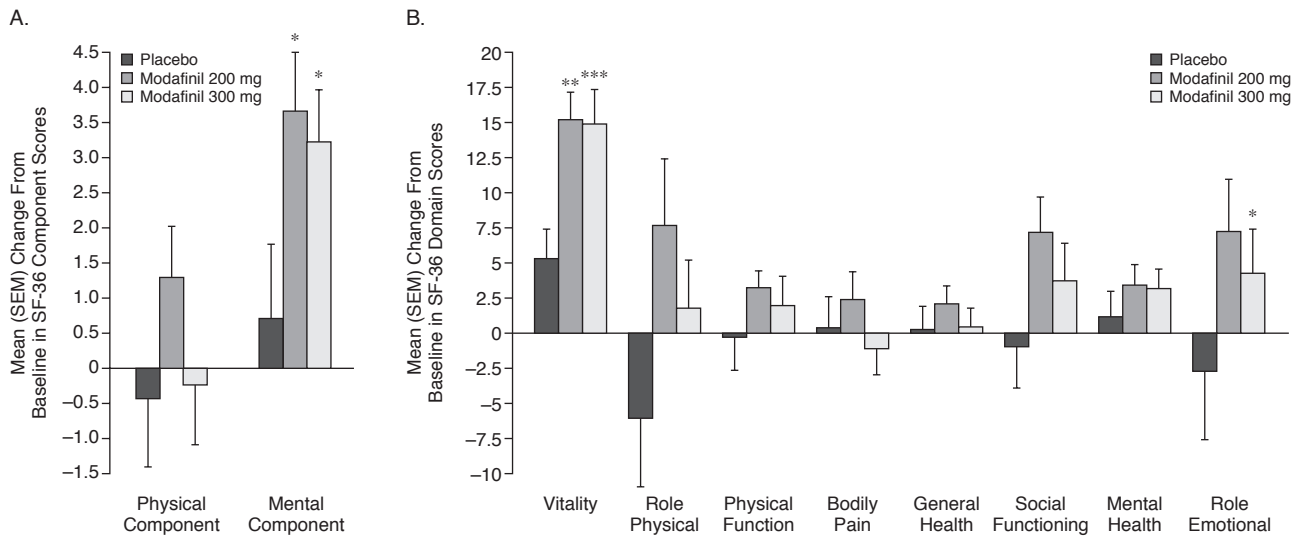 A.
Mean (SEM) Change From
Baseline in SF-36 Component Scores
4.5
4.0
3.5
3.0
2.5
2.0
1.5
1.0
0.5
0
–0.5
–1.0
–1.5
Placebo
Modafinil 200 mg
Modafinil 300 mg
*
*
Physical
Component
Mental
Component
B.
Mean (SEM) Change From
Baseline in SF-36 Domain Scores
20
17.5
15
12.5
10
7.5
5
2.5
0
–2.5
–5
–7.5
–10
Placebo
Modafinil 200 mg
Modafinil 300 mg
**
***
*
Vitality
Role
Physical
Physical
Function
Bodily
Pain
General
Health
Social
Functioning
Mental
Health
Role
Emotional